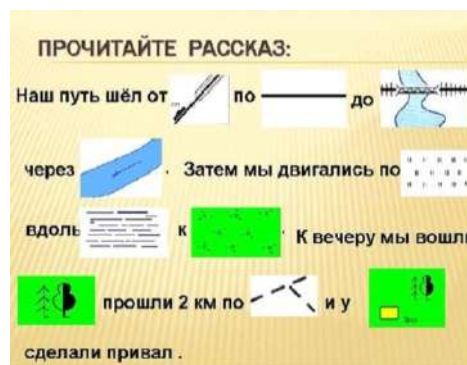 ПРОЧИТАЙТЕ РАССКАЗ:
Наш путь шёл от по до
через . Затем мы двигались по
вдоль к . К вечеру мы вошли
прошли 2 км по и у
сделали привал .